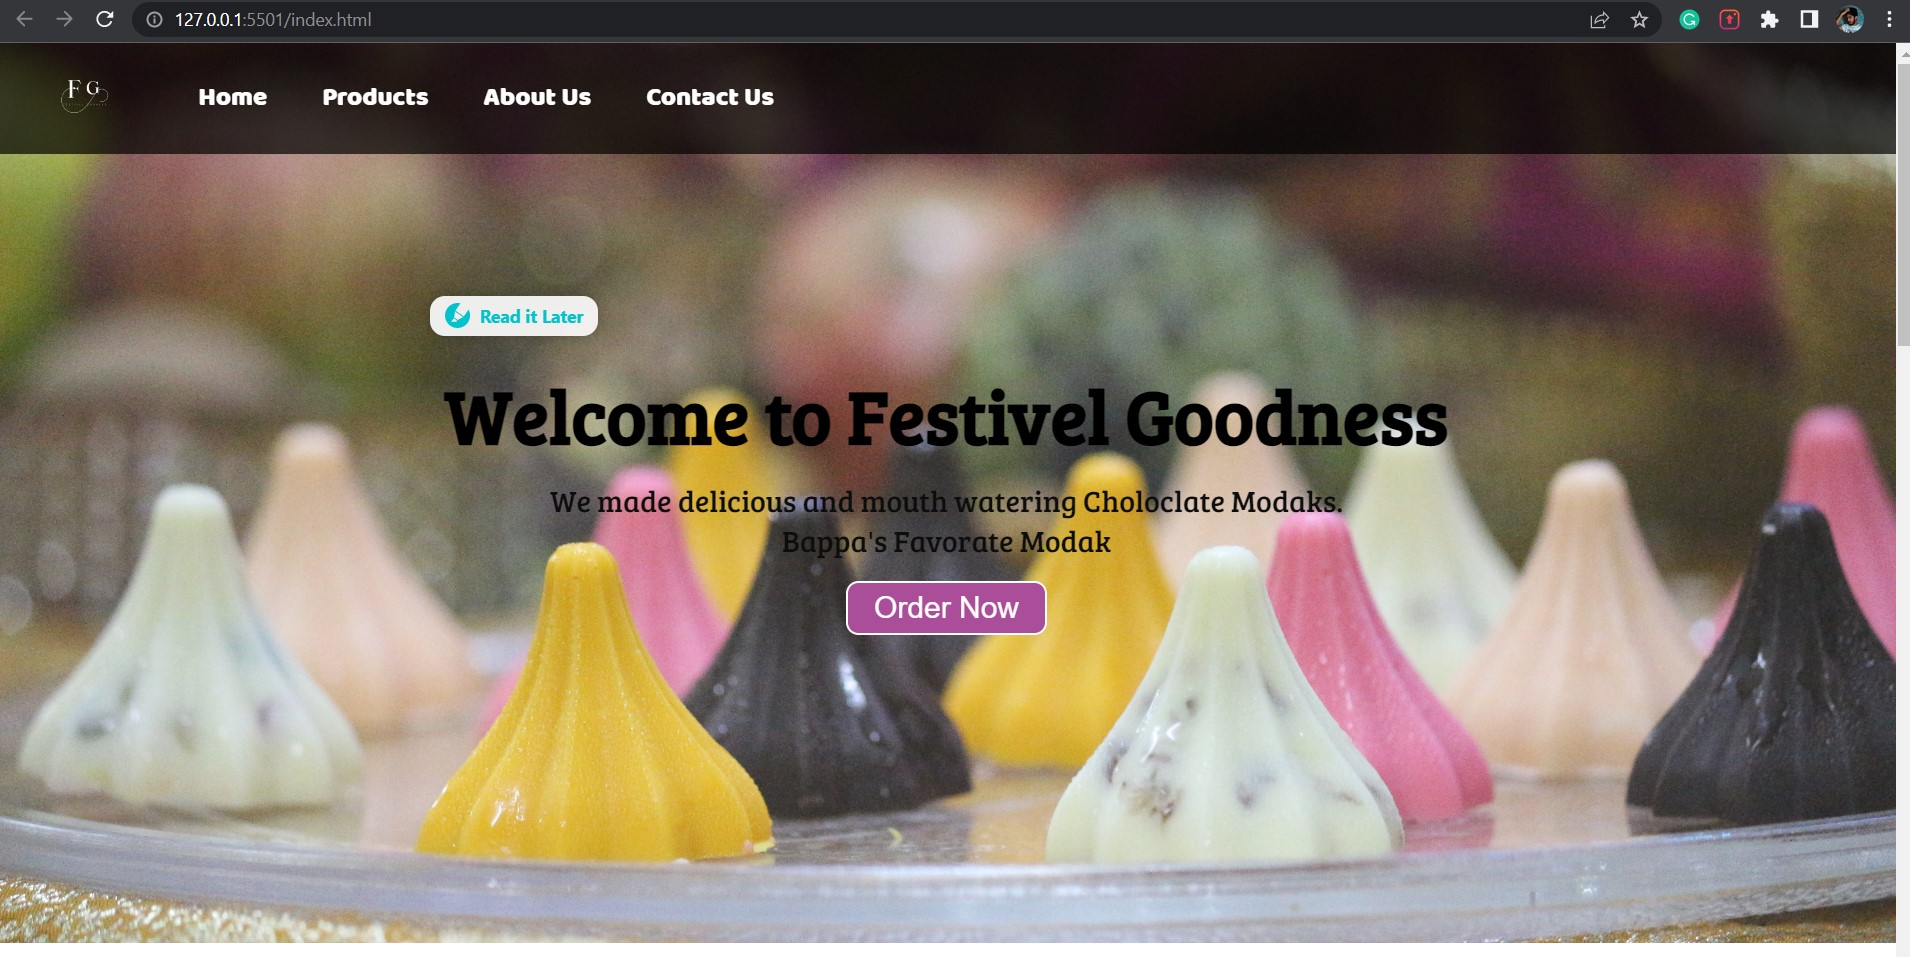 127.0.0.1:5501/index.html
F G
Home Products About Us Contact Us
Read it Later
Welcome to Festivel Goodness
We made delicious and mouth watering Choloclate Modaks.
Bappa's Favorate Modak
Order Now